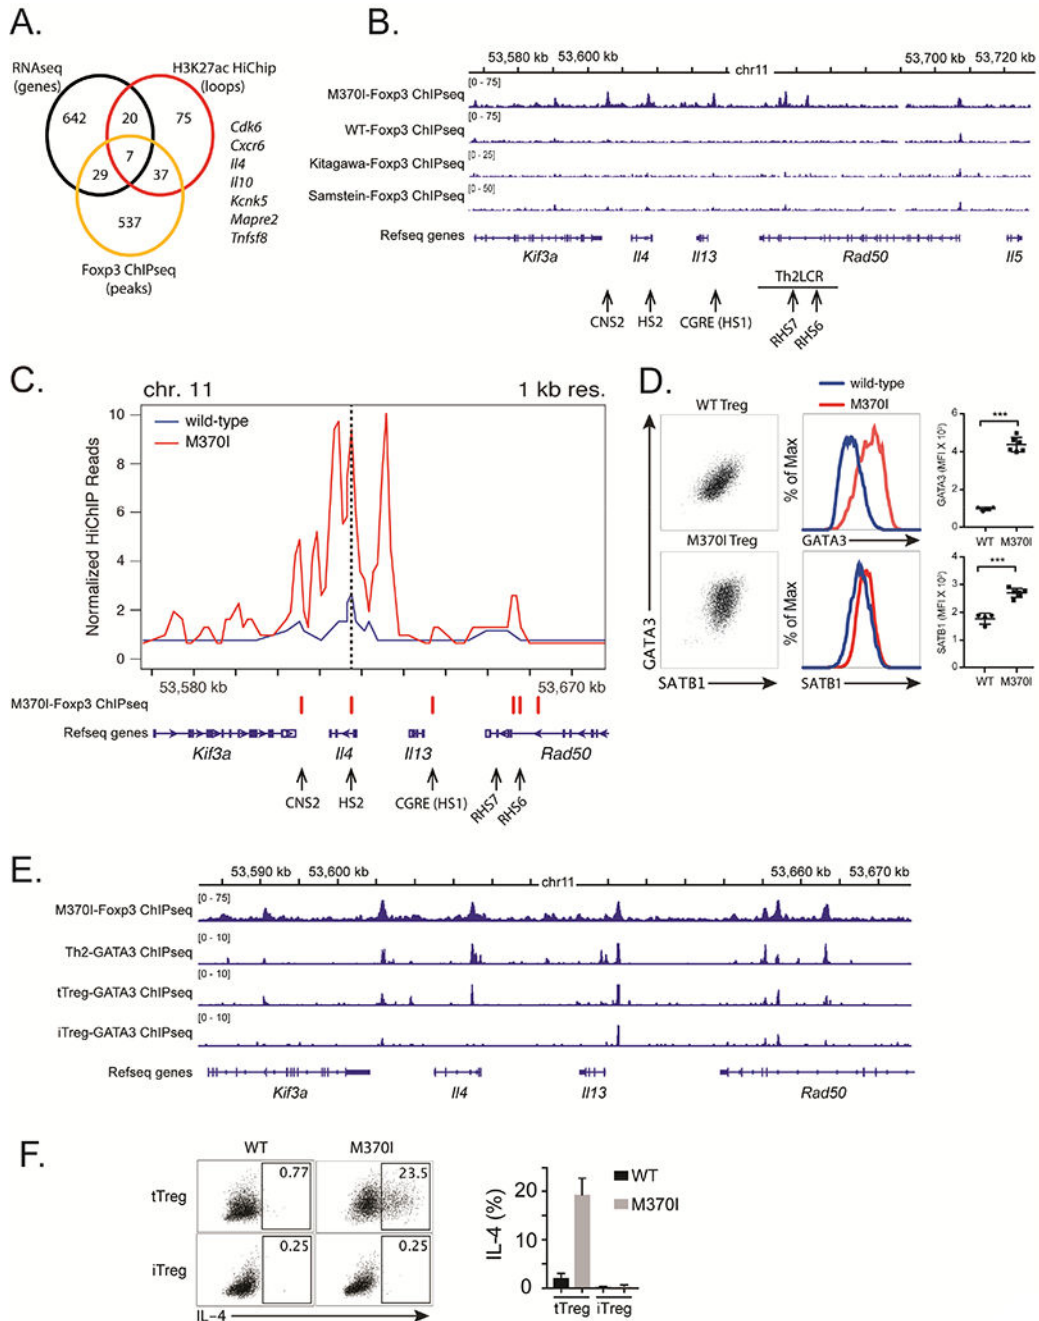 A.
RNAseq
(genes)
H3K27ac HiChip
(loops)
642
20
75
7
29
37
537
Foxp3 ChIPseq
(peaks)
Cdk6
Cxcr6
Il4
Il10
Kcnk5
Mapre2
Tnfsf8
B.
53,580 kb 53,600 kb 53,700 kb 53,720 kb
chr11
[0 - 75]
M370I-Foxp3 ChIPseq
[0 - 75]
WT-Foxp3 ChIPseq
[0 - 25]
Kitagawa-Foxp3 ChIPseq
[0 - 50]
Samstein-Foxp3 ChIPseq
Refseq genes
Kif3a Il4 Il13 Rad50 Il5
Th2LCR
CNS2 HS2 CGRE (HS1) RHS7 RHS6
C.
chr. 11 1 kb res.
Normalized HiChIP Reads
10
8
6
4
2
0
wild-type
M370I
53,580 kb 53,670 kb
M370I-Foxp3 ChIPseq
Refseq genes
Kif3a Il4 Il13 Rad50
CNS2 HS2 CGRE (HS1) RHS7 RHS6
D.
wild-type
M370I
WT Treg
M370I Treg
GATA3
SATB1
% of Max
GATA3
% of Max
SATB1
***
6
4
2
0
WT M370I
***
4
3
2
1
0
WT M370I
E.
53,590 kb 53,600 kb 53,660 kb 53,670 kb
chr11
[0 - 75]
M370I-Foxp3 ChIPseq
[0 - 10]
Th2-GATA3 ChIPseq
[0 - 10]
tTreg-GATA3 ChIPseq
[0 - 10]
iTreg-GATA3 ChIPseq
Refseq genes
Kif3a Il4 Il13 Rad50
F.
WT M370I
tTreg
0.77
23.5
iTreg
0.25
0.25
IL-4
IL-4 (%)
20
10
0
WT
M370I
tTreg iTreg